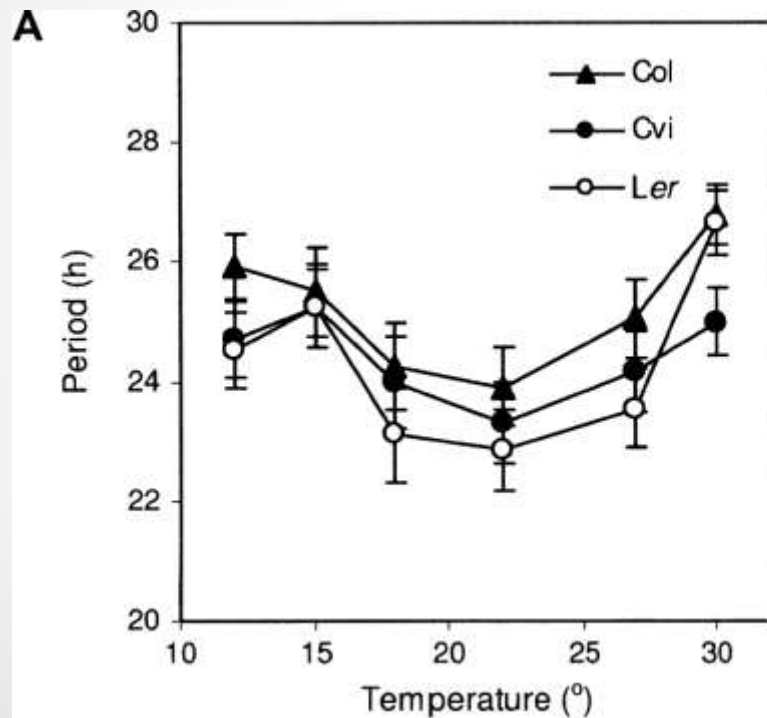 A
Col
Cvi
Ler
30
28
26
24
22
20
Period (h)
10 15 20 25 30
Temperature (°)